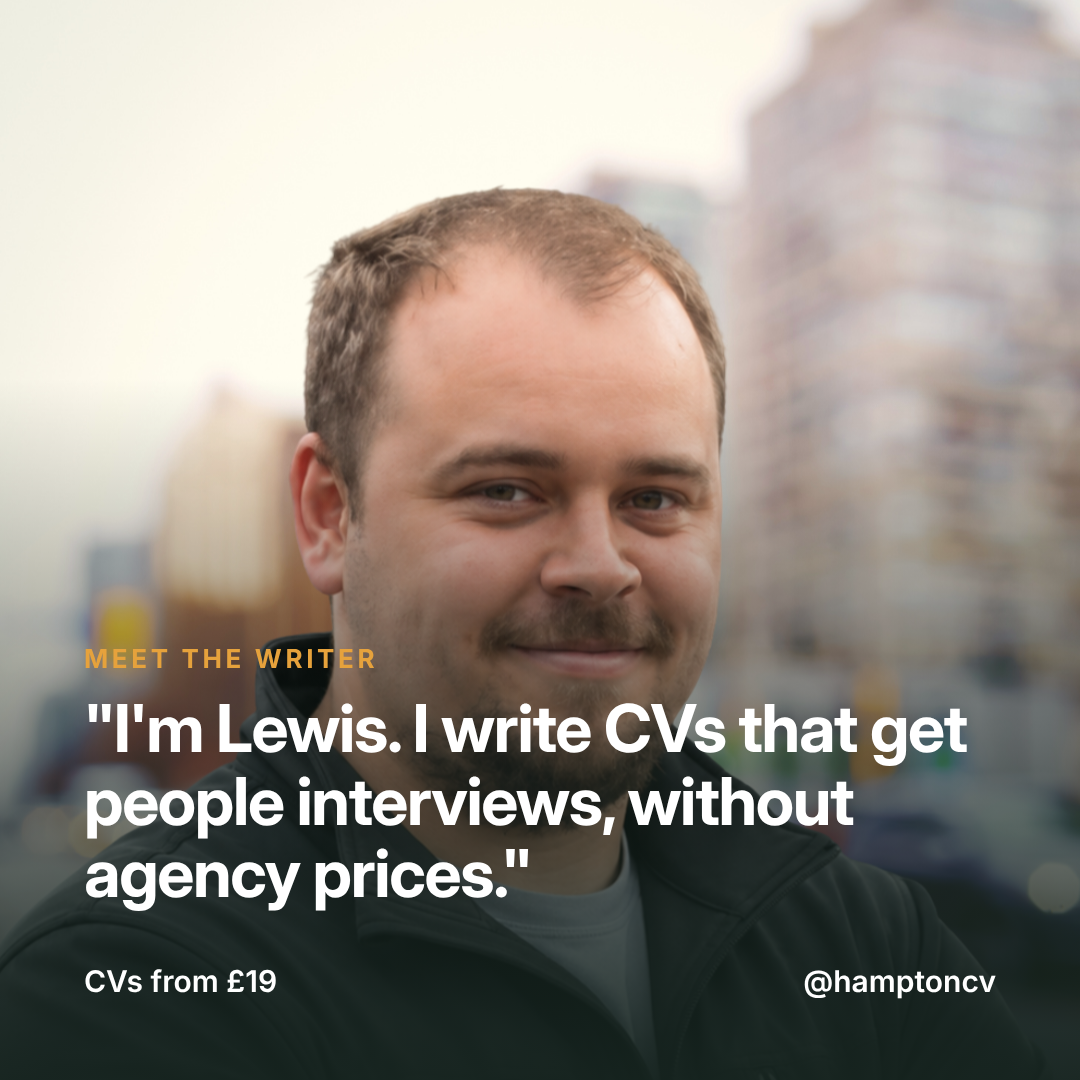 MEET THE WRITER
"I'm Lewis. I write CVs that get
people interviews, without
agency prices."
CVs from £19
@hamptoncv